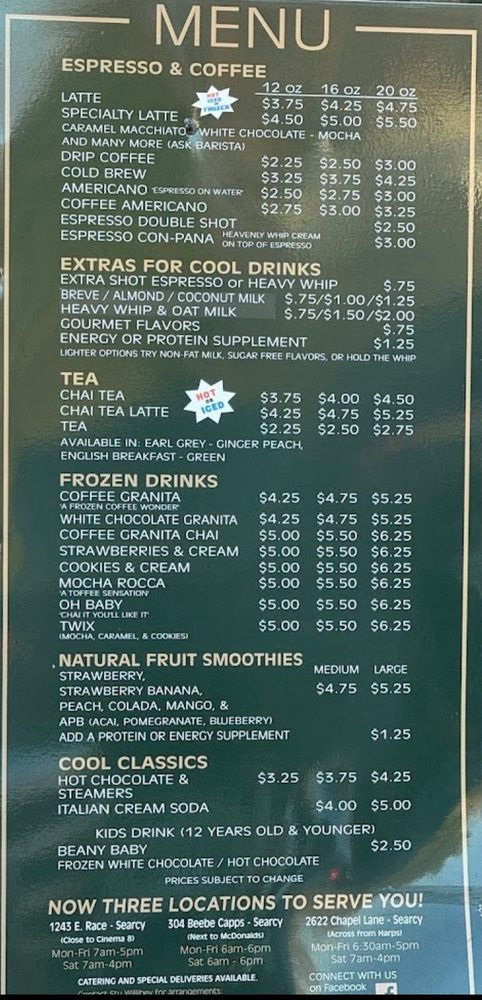 MENU
ESPRESSO & COFFEE
12 oz 16 oz 20 oz
HOT ICED or FROZEN
LATTE $3.75 $4.25 $4.75
SPECIALTY LATTE $4.50 $5.00 $5.50
CARAMEL MACCHIATO WHITE CHOCOLATE - MOCHA
AND MANY MORE (ASK BARISTA)
DRIP COFFEE $2.25 $2.50 $3.00
COLD BREW $3.25 $3.75 $4.25
AMERICANO "ESPRESSO ON WATER" $2.50 $2.75 $3.00
COFFEE AMERICANO $2.75 $3.00 $3.25
ESPRESSO DOUBLE SHOT $2.50
ESPRESSO CON-PANA HEAVENLY WHIP CREAM ON TOP OF ESPRESSO $3.00
EXTRAS FOR COOL DRINKS
EXTRA SHOT ESPRESSO or HEAVY WHIP $.75
BREVE / ALMOND / COCONUT MILK $.75/$1.00/$1.25
HEAVY WHIP & OAT MILK $.75/$1.50/$2.00
GOURMET FLAVORS $.75
ENERGY OR PROTEIN SUPPLEMENT $1.25
LIGHTER OPTIONS TRY NON-FAT MILK, SUGAR FREE FLAVORS, OR HOLD THE WHIP
TEA
HOT OR ICED
CHAI TEA $3.75 $4.00 $4.50
CHAI TEA LATTE $4.25 $4.75 $5.25
TEA $2.25 $2.50 $2.75
AVAILABLE IN: EARL GREY - GINGER PEACH,
ENGLISH BREAKFAST - GREEN
FROZEN DRINKS
COFFEE GRANITA $4.25 $4.75 $5.25
"A FROZEN COFFEE WONDER"
WHITE CHOCOLATE GRANITA $4.25 $4.75 $5.25
COFFEE GRANITA CHAI $5.00 $5.50 $6.25
STRAWBERRIES & CREAM $5.00 $5.50 $6.25
COOKIES & CREAM $5.00 $5.50 $6.25
MOCHA ROCCA $5.00 $5.50 $6.25
"A TOFFEE SENSATION"
OH BABY $5.00 $5.50 $6.25
"CHAI IT YOU'LL LIKE IT"
TWIX $5.00 $5.50 $6.25
(MOCHA, CARAMEL, & COOKIES)
NATURAL FRUIT SMOOTHIES
MEDIUM LARGE
STRAWBERRY,
STRAWBERRY BANANA, $4.75 $5.25
PEACH, COLADA, MANGO, &
APB (ACAI, POMEGRANATE, BLUEBERRY)
ADD A PROTEIN OR ENERGY SUPPLEMENT $1.25
COOL CLASSICS
HOT CHOCOLATE & $3.25 $3.75 $4.25
STEAMERS
ITALIAN CREAM SODA $4.00 $5.00
KIDS DRINK (12 YEARS OLD & YOUNGER)
BEANY BABY $2.50
FROZEN WHITE CHOCOLATE / HOT CHOCOLATE
PRICES SUBJECT TO CHANGE
NOW THREE LOCATIONS TO SERVE YOU!
1243 E. Race - Searcy 304 Beebe Capps - Searcy 2622 Chapel Lane - Searcy
(Close to Cinema 8) (Next to McDonalds) (Across from Harps)
Mon-Fri 7am-5pm Mon-Fri 6am-6pm Mon-Fri 6:30am-5pm
Sat 7am-4pm Sat 6am - 6pm Sat 7am-4pm
CATERING AND SPECIAL DELIVERIES AVAILABLE. CONNECT WITH US
Contact Stu Willbey for arrangements: on Facebook f